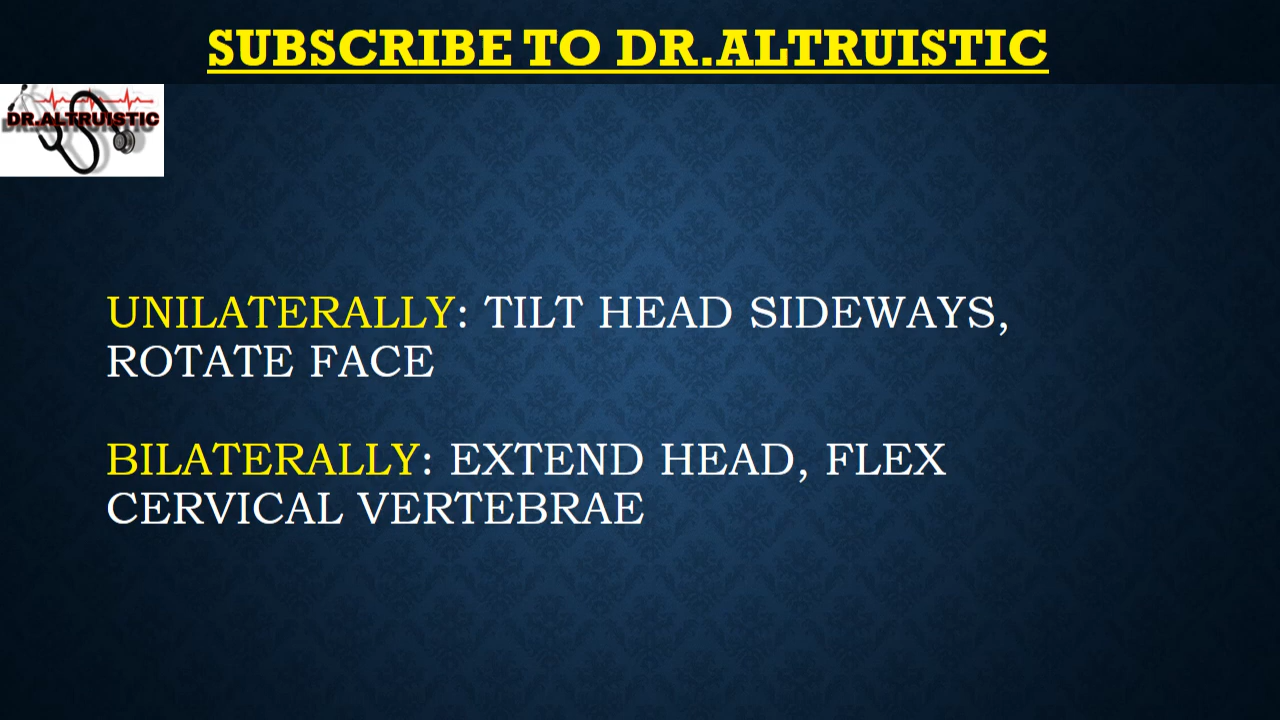 SUBSCRIBE TO DR.ALTRUISTIC
DR.ALTRUISTIC
UNILATERALLY: TILT HEAD SIDEWAYS,
ROTATE FACE
BILATERALLY: EXTEND HEAD, FLEX
CERVICAL VERTEBRAE